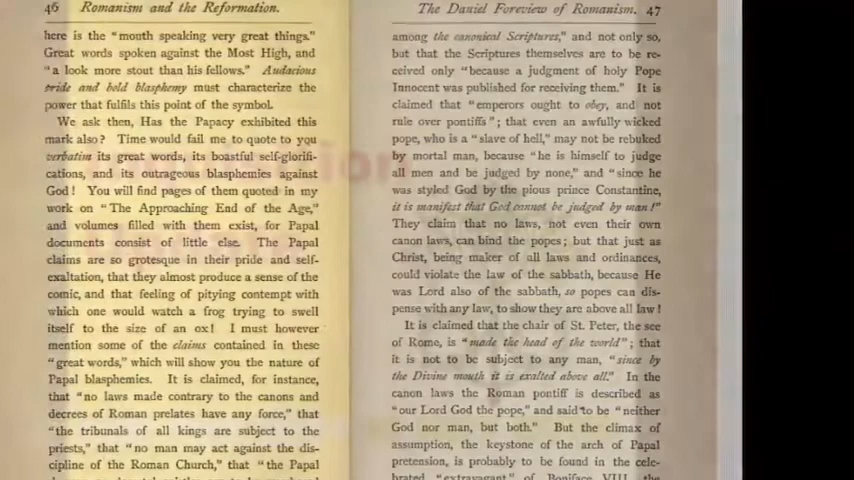 46 Romanism and the Reformation.
here is the "mouth speaking very great things."
Great words spoken against the Most High, and
"a look more stout than his fellows." Audacious
pride and bold blasphemy must characterize the
power that fulfils this point of the symbol.
We ask then, Has the Papacy exhibited this
mark also? Time would fail me to quote to you
verbatim its great words, its boastful self-glorifi-
cations, and its outrageous blasphemies against
God! You will find pages of them quoted in my
work on "The Approaching End of the Age,"
and volumes filled with them exist, for Papal
documents consist of little else. The Papal
claims are so grotesque in their pride and self-
exaltation, that they almost produce a sense of the
comic, and that feeling of pitying contempt with
which one would watch a frog trying to swell
itself to the size of an ox! I must however
mention some of the claims contained in these
"great words," which will show you the nature of
Papal blasphemies. It is claimed, for instance,
that "no laws made contrary to the canons and
decrees of Roman prelates have any force," that
"the tribunals of all kings are subject to the
priests," that "no man may act against the dis-
cipline of the Roman Church," that "the Papal
The Daniel Foreview of Romanism. 47
among the canonical Scriptures," and not only so,
but that the Scriptures themselves are to be re-
ceived only "because a judgment of holy Pope
Innocent was published for receiving them." It is
claimed that "emperors ought to obey, and not
rule over pontiffs"; that even an awfully wicked
pope, who is a "slave of hell," may not be rebuked
by mortal man, because "he is himself to judge
all men and be judged by none," and "since he
was styled God by the pious prince Constantine,
it is manifest that God cannot be judged by man!"
They claim that no laws, not even their own
canon laws, can bind the popes; but that just as
Christ, being maker of all laws and ordinances,
could violate the law of the sabbath, because He
was Lord also of the sabbath, so popes can dis-
pense with any law, to show they are above all law!
It is claimed that the chair of St. Peter, the see
of Rome, is "made the head of the world"; that
it is not to be subject to any man, "since by
the Divine mouth it is exalted above all." In the
canon laws the Roman pontiff is described as
"our Lord God the pope," and said to be "neither
God nor man, but both." But the climax of
assumption, the keystone of the arch of Papal
pretension, is probably to be found in the cele-
brated "extravagant" of Boniface VIII., the